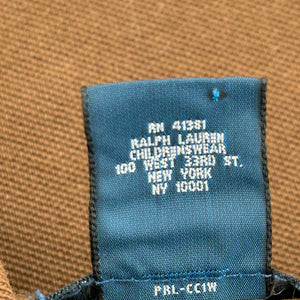 RN 41381
RALPH LAUREN
CHILDRENSWEAR
100 WEST 33RD ST.
NEW YORK
NY 10001
PRL-CC1W